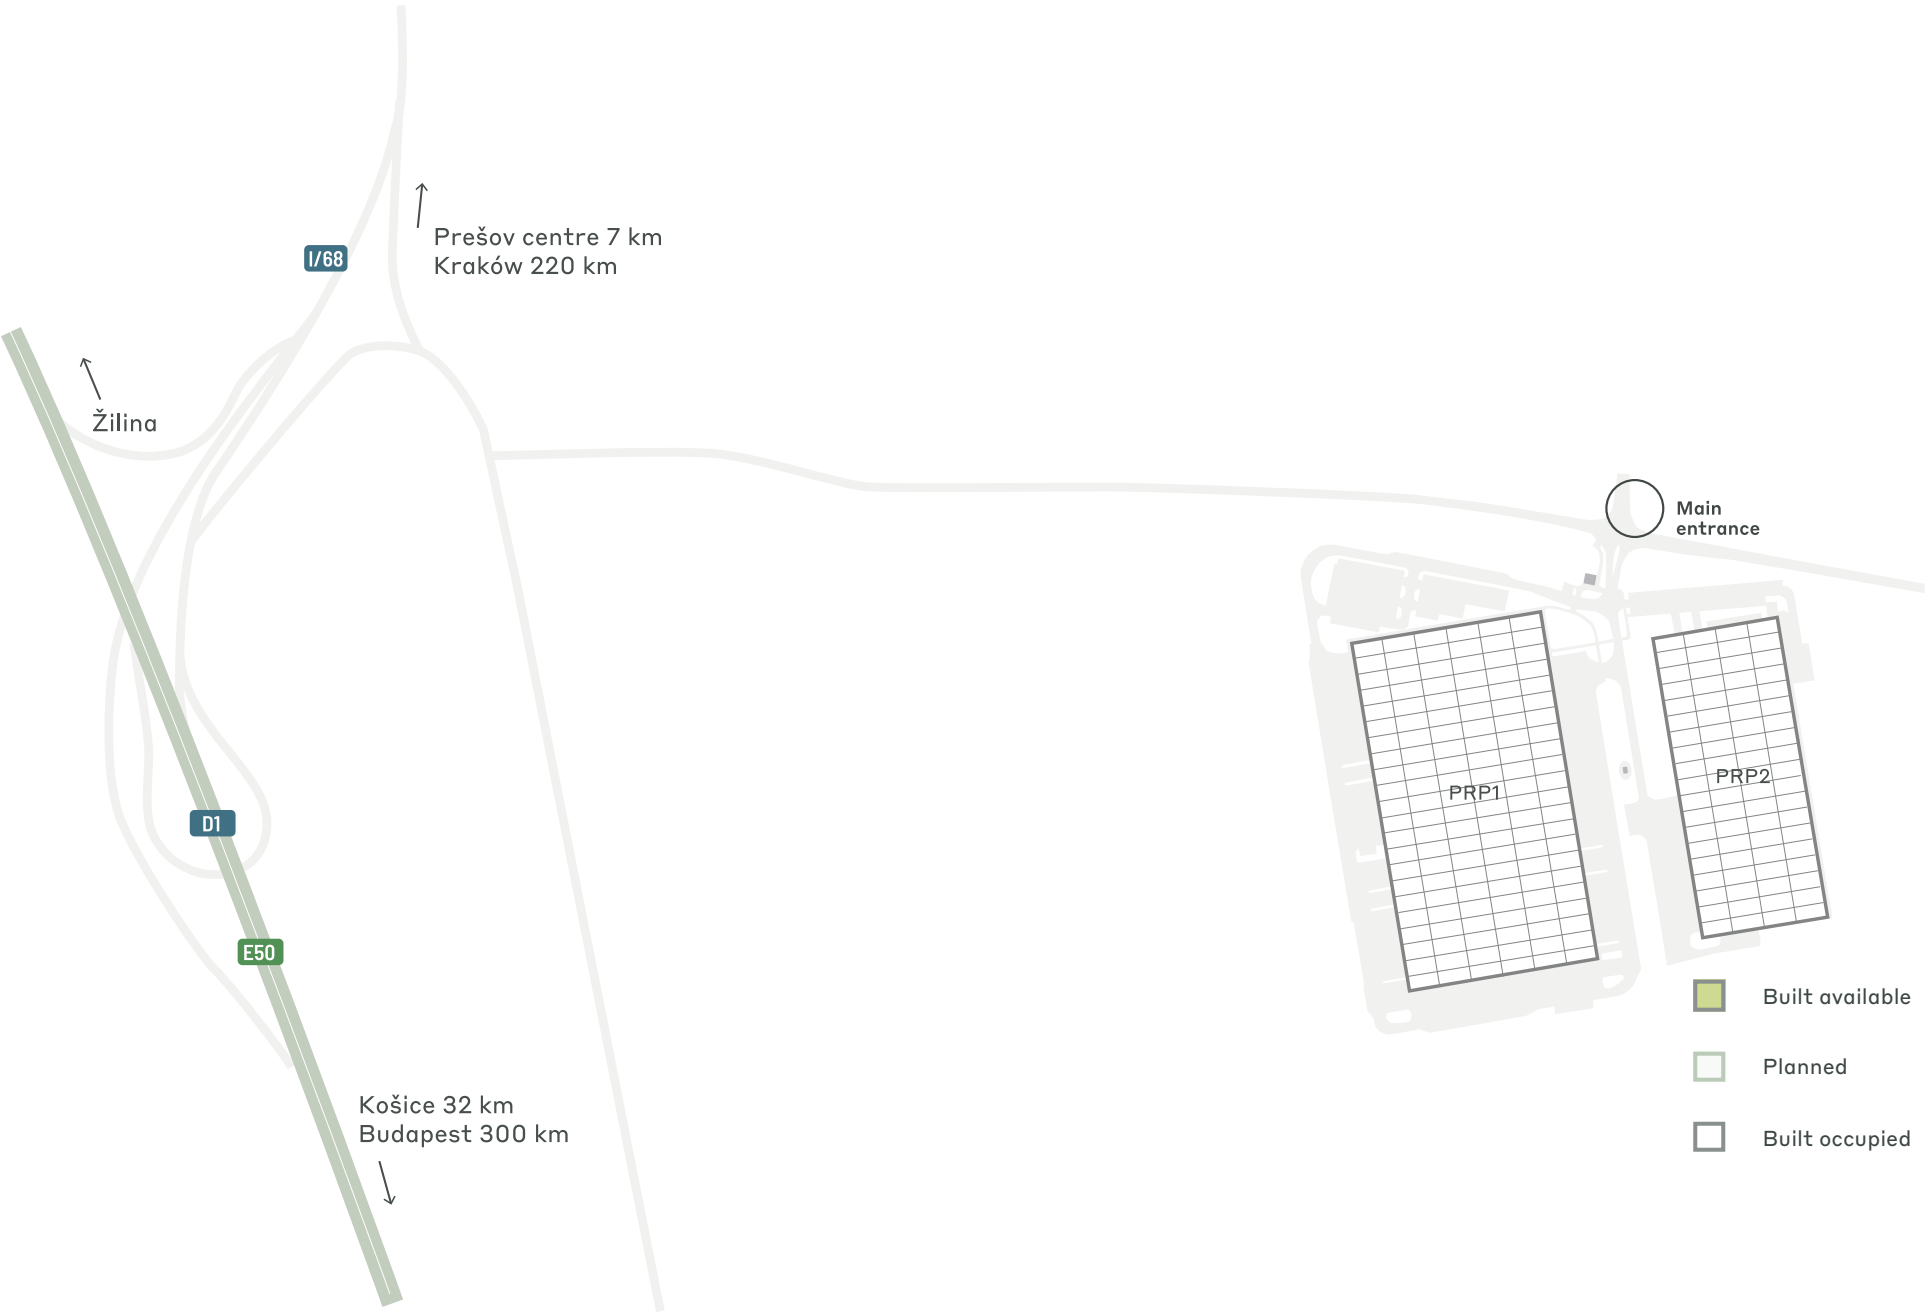 Prešov centre 7 km
Kraków 220 km
I/68
Žilina
Main
entrance
PRP1
PRP2
D1
E50
Built available
Planned
Built occupied
Košice 32 km
Budapest 300 km